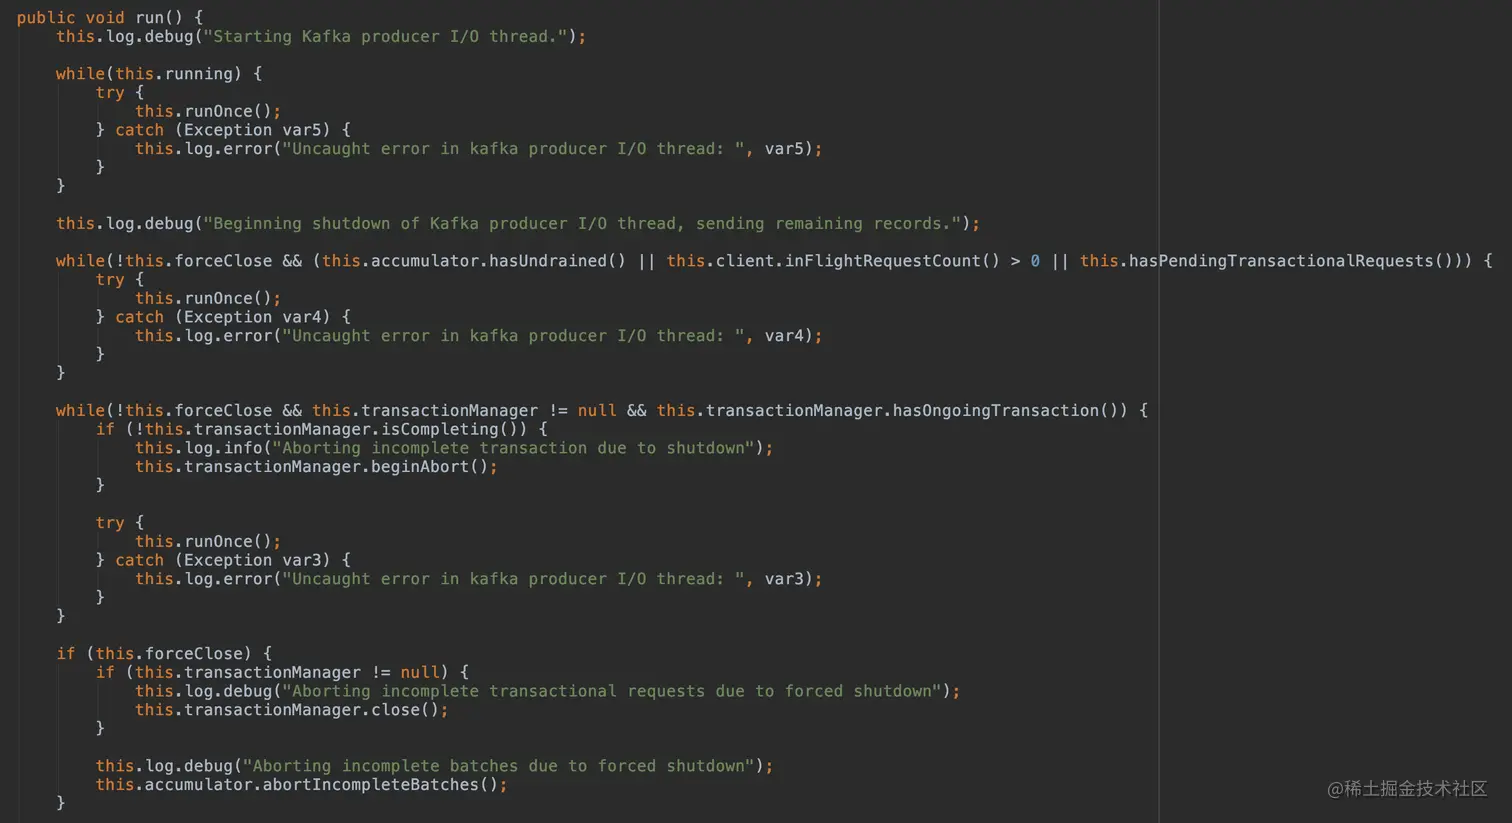 public void run() {
    this.log.debug("Starting Kafka producer I/O thread.");
    while(this.running) {
        try {
            this.runOnce();
        } catch (Exception var5) {
            this.log.error("Uncaught error in kafka producer I/O thread: ", var5);
        }
    }
    this.log.debug("Beginning shutdown of Kafka producer I/O thread, sending remaining records.");
    while(!this.forceClose && (this.accumulator.hasUndrained() || this.client.inFlightRequestCount() > 0 || this.hasPendingTransactionalRequests())) {
        try {
            this.runOnce();
        } catch (Exception var4) {
            this.log.error("Uncaught error in kafka producer I/O thread: ", var4);
        }
    }
    while(!this.forceClose && this.transactionManager != null && this.transactionManager.hasOngoingTransaction()) {
        if (!this.transactionManager.isCompleting()) {
            this.log.info("Aborting incomplete transaction due to shutdown");
            this.transactionManager.beginAbort();
        }
        try {
            this.runOnce();
        } catch (Exception var3) {
            this.log.error("Uncaught error in kafka producer I/O thread: ", var3);
        }
    }
    if (this.forceClose) {
        if (this.transactionManager != null) {
            this.log.debug("Aborting incomplete transactional requests due to forced shutdown");
            this.transactionManager.close();
        }
        this.log.debug("Aborting incomplete batches due to forced shutdown");
        this.accumulator.abortIncompleteBatches();
    }
@稀土掘金技术社区